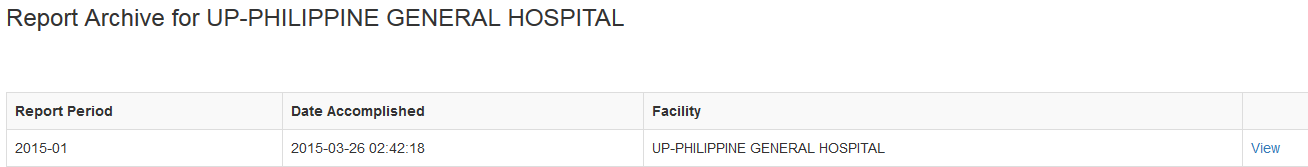 Report Archive for UP-PHILIPPINE GENERAL HOSPITAL
Report Period Date Accomplished Facility
2015-01 2015-03-26 02:42:18 UP-PHILIPPINE GENERAL HOSPITAL View